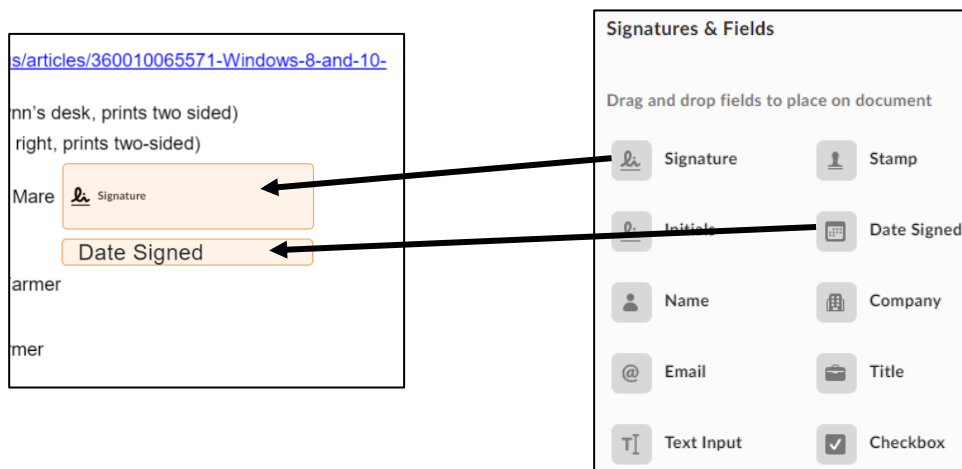 s/articles/360010065571-Windows-8-and-10-
nn's desk, prints two sided)
right, prints two-sided)
Mare
Signature
Date Signed
armer
mer
Signatures & Fields
Drag and drop fields to place on document
Signature
Stamp
Initials
Date Signed
Name
Company
Email
Title
Text Input
Checkbox